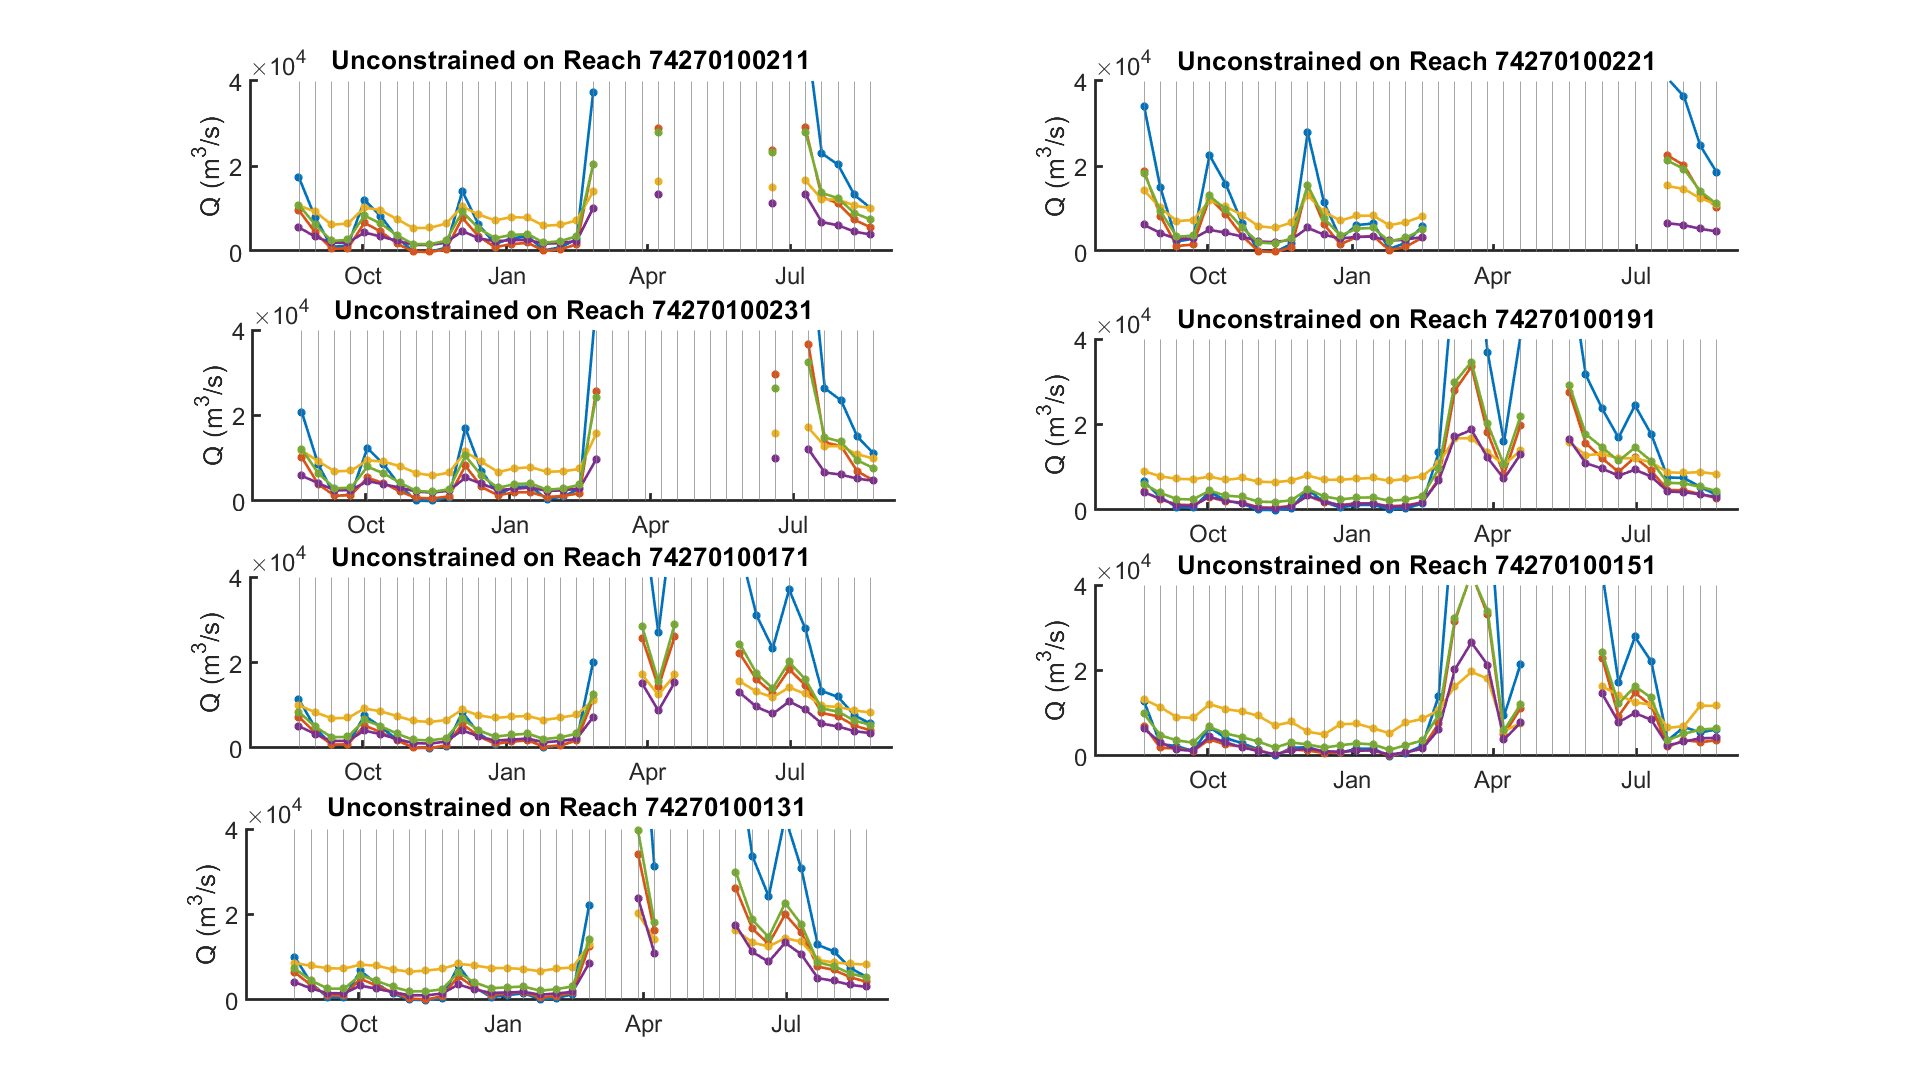 Unconstrained on Reach 74270100211
×10^4
4
2
0
Q (m^3/s)
Oct Jan Apr Jul
Unconstrained on Reach 74270100221
×10^4
4
2
0
Q (m^3/s)
Oct Jan Apr Jul
Unconstrained on Reach 74270100231
×10^4
4
2
0
Q (m^3/s)
Oct Jan Apr Jul
Unconstrained on Reach 74270100191
×10^4
4
2
0
Q (m^3/s)
Oct Jan Apr Jul
Unconstrained on Reach 74270100171
×10^4
4
2
0
Q (m^3/s)
Oct Jan Apr Jul
Unconstrained on Reach 74270100151
×10^4
4
2
0
Q (m^3/s)
Oct Jan Apr Jul
Unconstrained on Reach 74270100131
×10^4
4
2
0
Q (m^3/s)
Oct Jan Apr Jul